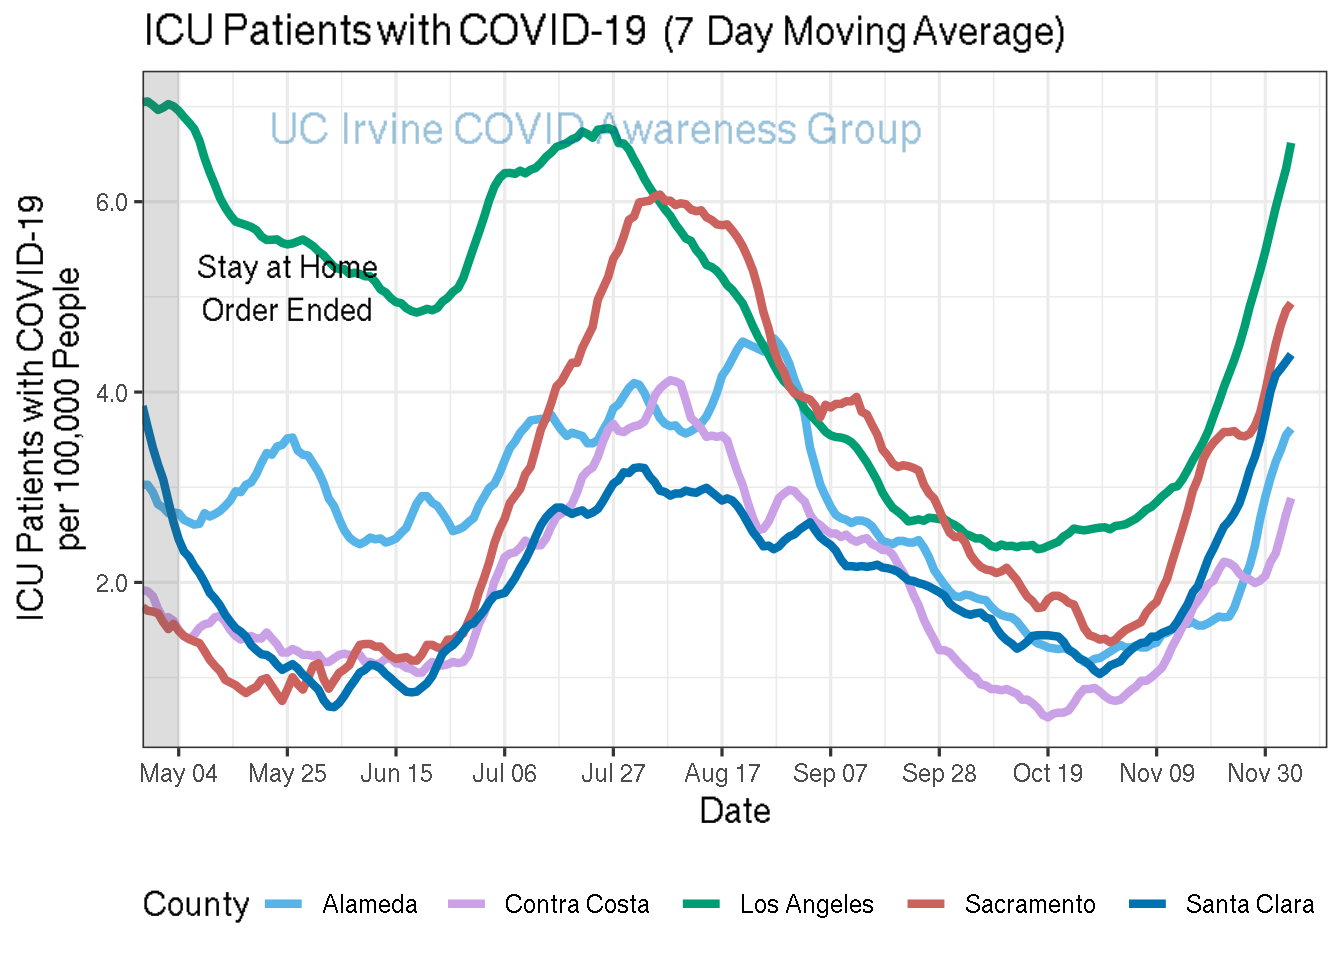 ICU Patients with COVID-19 (7 Day Moving Average)
UC Irvine COVID Awareness Group
ICU Patients with COVID-19
per 100,000 People
6.0
4.0
2.0
Stay at Home
Order Ended
May 04 May 25 Jun 15 Jul 06 Jul 27 Aug 17 Sep 07 Sep 28 Oct 19 Nov 09 Nov 30
Date
County Alameda Contra Costa Los Angeles Sacramento Santa Clara